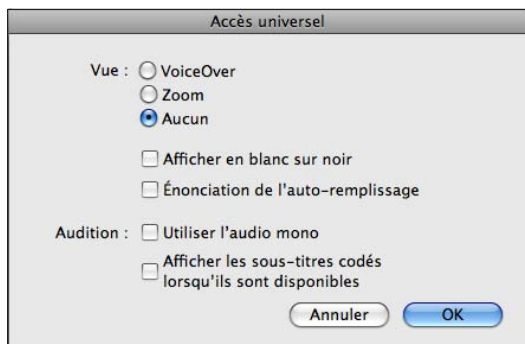 Accès universel
Vue : VoiceOver
Zoom
Aucun
Afficher en blanc sur noir
Énonciation de l'auto-remplissage
Audition : Utiliser l'audio mono
Afficher les sous-titres codés
lorsqu'ils sont disponibles
Annuler OK